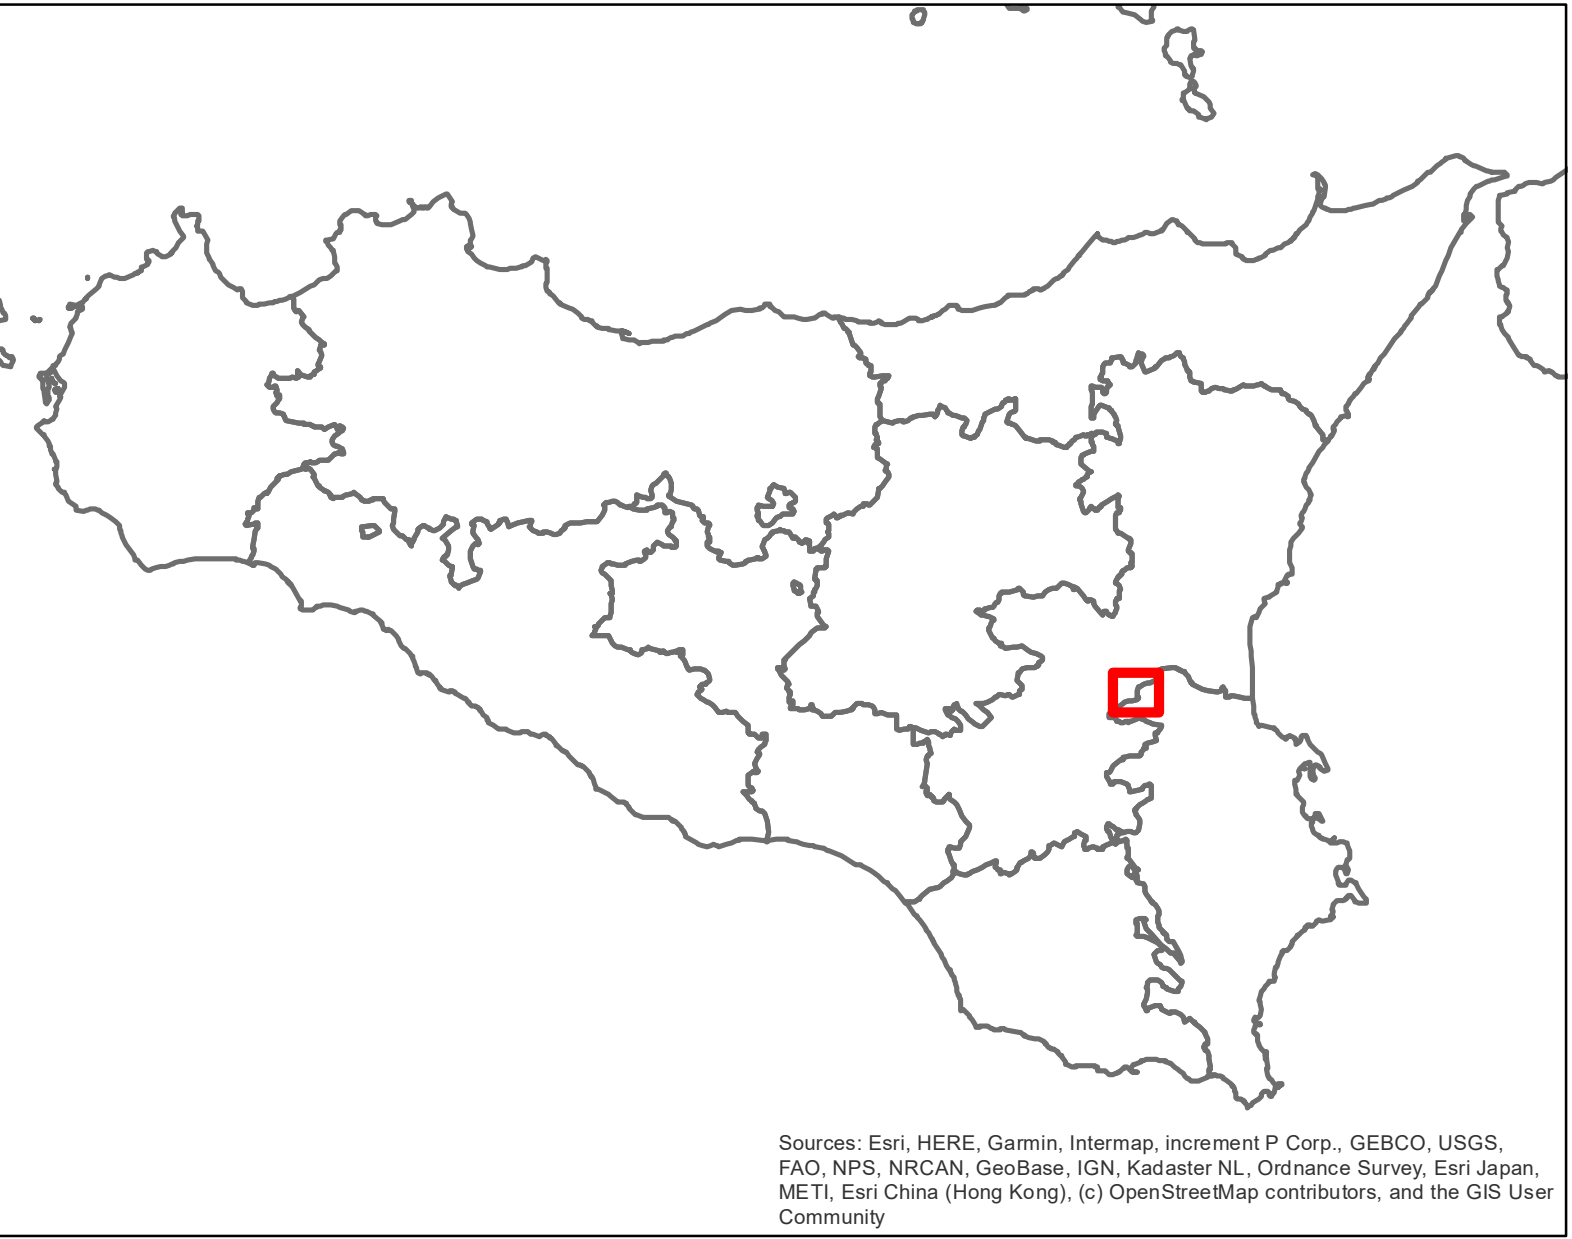 Sources: Esri, HERE, Garmin, Intermap, increment P Corp., GEBCO, USGS,
FAO, NPS, NRCAN, GeoBase, IGN, Kadaster NL, Ordnance Survey, Esri Japan,
METI, Esri China (Hong Kong), (c) OpenStreetMap contributors, and the GIS User
Community